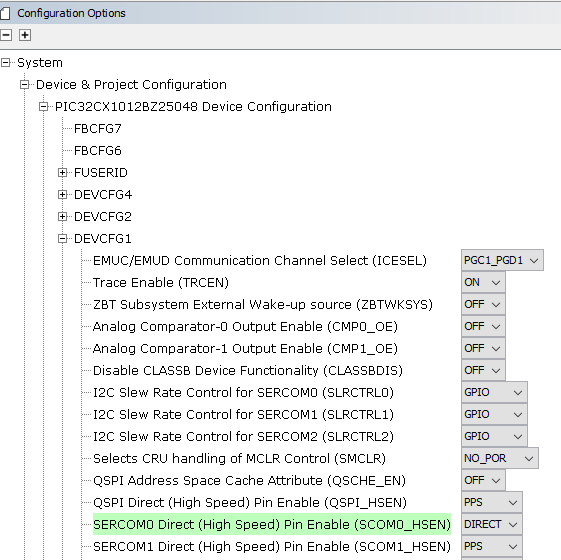 Configuration Options
System
Device & Project Configuration
PIC32CX1012BZ25048 Device Configuration
FBCFG7
FBCFG6
FUSERID
DEVCFG4
DEVCFG2
DEVCFG1
EMUC/EMUD Communication Channel Select (ICESEL) PGC1_PGD1
Trace Enable (TRCEN) ON
ZBT Subsystem External Wake-up source (ZBTWKSYS) OFF
Analog Comparator-0 Output Enable (CMP0_OE) OFF
Analog Comparator-1 Output Enable (CMP1_OE) OFF
Disable CLASSB Device Functionality (CLASSBDIS) OFF
I2C Slew Rate Control for SERCOM0 (SLRCTRL0) GPIO
I2C Slew Rate Control for SERCOM1 (SLRCTRL1) GPIO
I2C Slew Rate Control for SERCOM2 (SLRCTRL2) GPIO
Selects CRU handling of MCLR Control (SMCLR) NO_POR
QSPI Address Space Cache Attribute (QSCHE_EN) OFF
QSPI Direct (High Speed) Pin Enable (QSPI_HSEN) PPS
SERCOM0 Direct (High Speed) Pin Enable (SCOM0_HSEN) DIRECT
SERCOM1 Direct (High Speed) Pin Enable (SCOM1_HSEN) PPS